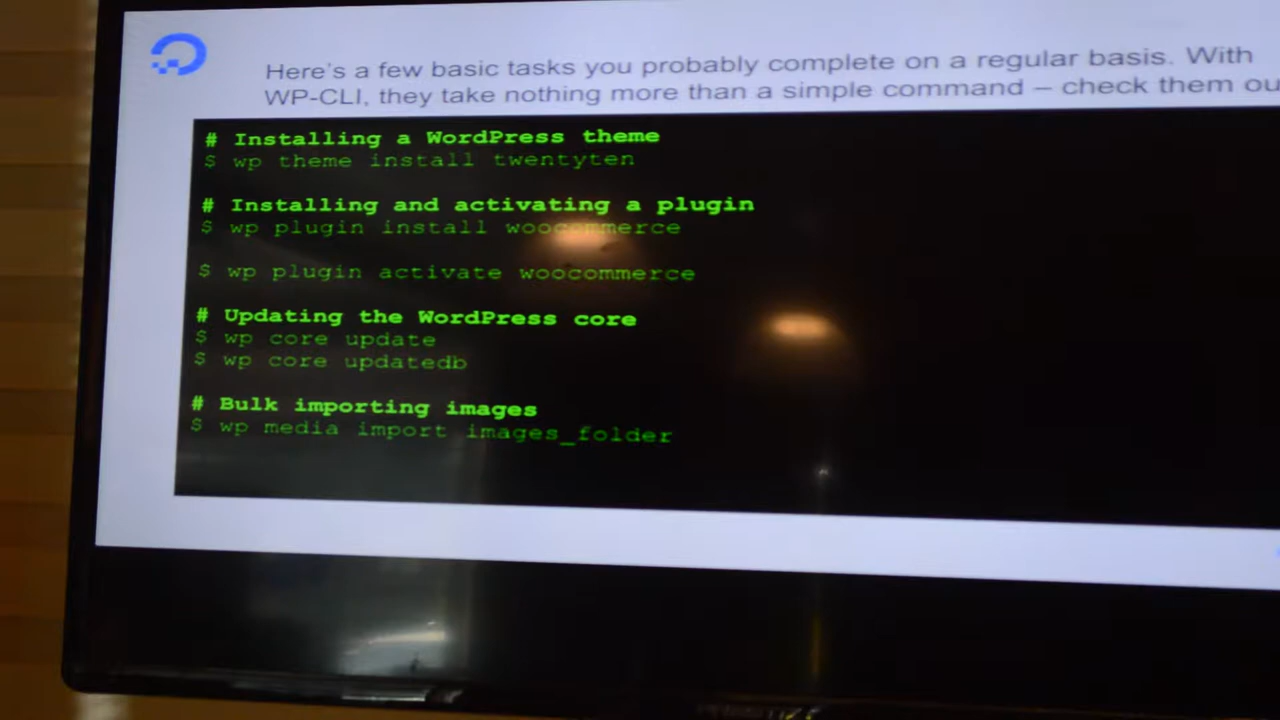 Here's a few basic tasks you probably complete on a regular basis. With
WP-CLI, they take nothing more than a simple command – check them ou
# Installing a WordPress theme
$ wp theme install twentyten
# Installing and activating a plugin
$ wp plugin install woocommerce
$ wp plugin activate woocommerce
# Updating the WordPress core
$ wp core update
$ wp core updatedb
# Bulk importing images
$ wp media import images_folder